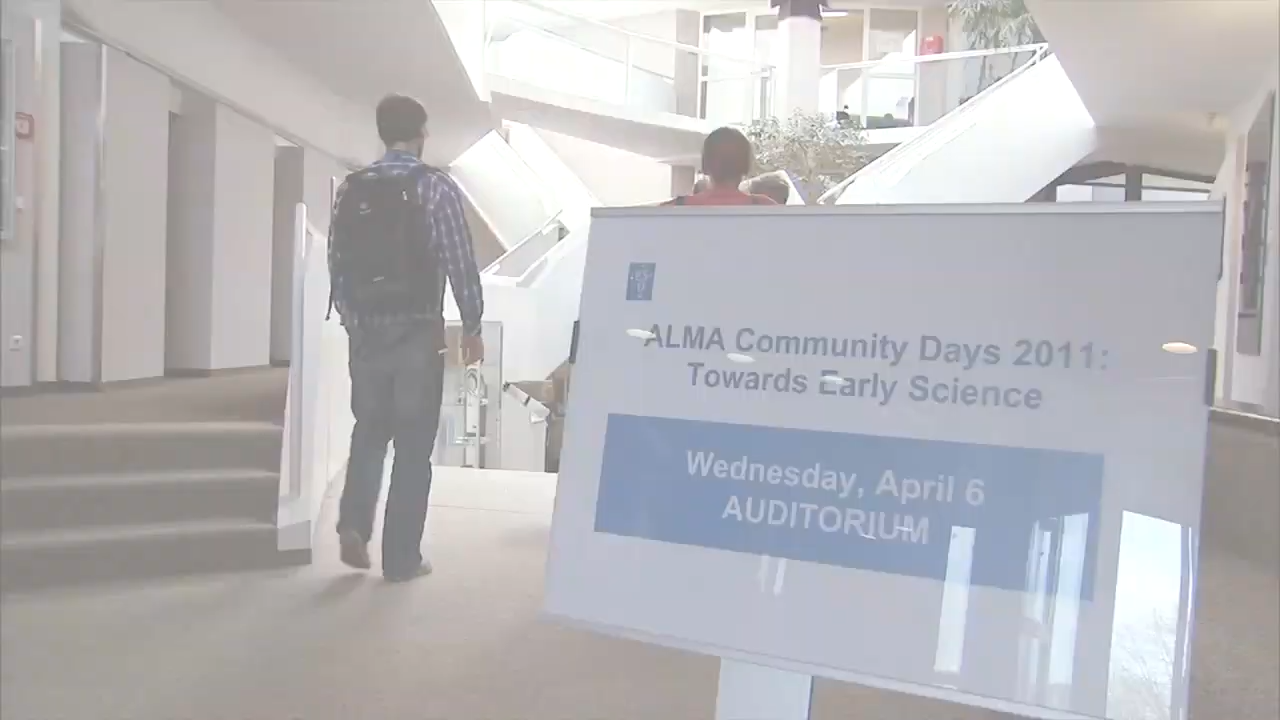 ALMA Community Days 2011:
Towards Early Science
Wednesday, April 6
AUDITORIUM